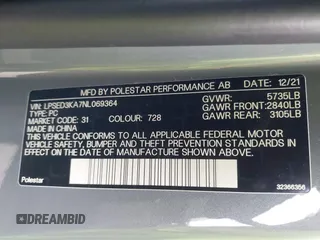 MFD. BY POLESTAR PERFORMANCE AB 12/21
VIN: LPSED3KA7NL069364 GVWR: 5735LB
TYPE: PC GAWR FRONT: 2840LB
MARKET CODE: 31 COLOUR: 728 GAWR REAR: 3105LB
MADE IN CHINA
THIS VEHICLE CONFORMS TO ALL APPLICABLE FEDERAL MOTOR
VEHICLE SAFETY, BUMPER AND THEFT PREVENTION STANDARDS
IN EFFECT ON THE DATE OF MANUFACTURE SHOWN ABOVE.
Polestar 32366356
DREAMBID